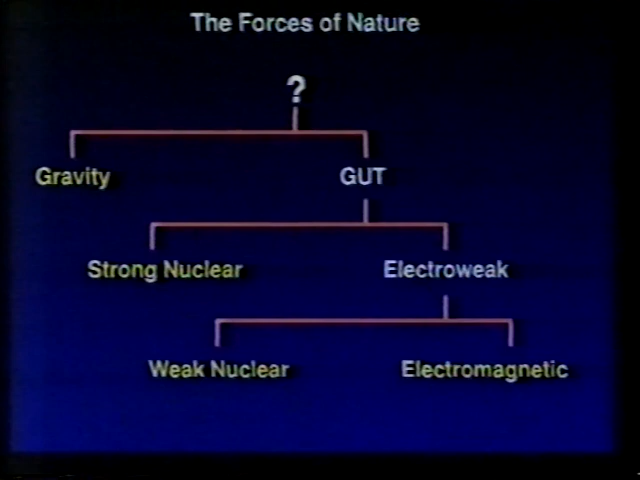 The Forces of Nature
?
Gravity
GUT
Strong Nuclear
Electroweak
Weak Nuclear
Electromagnetic